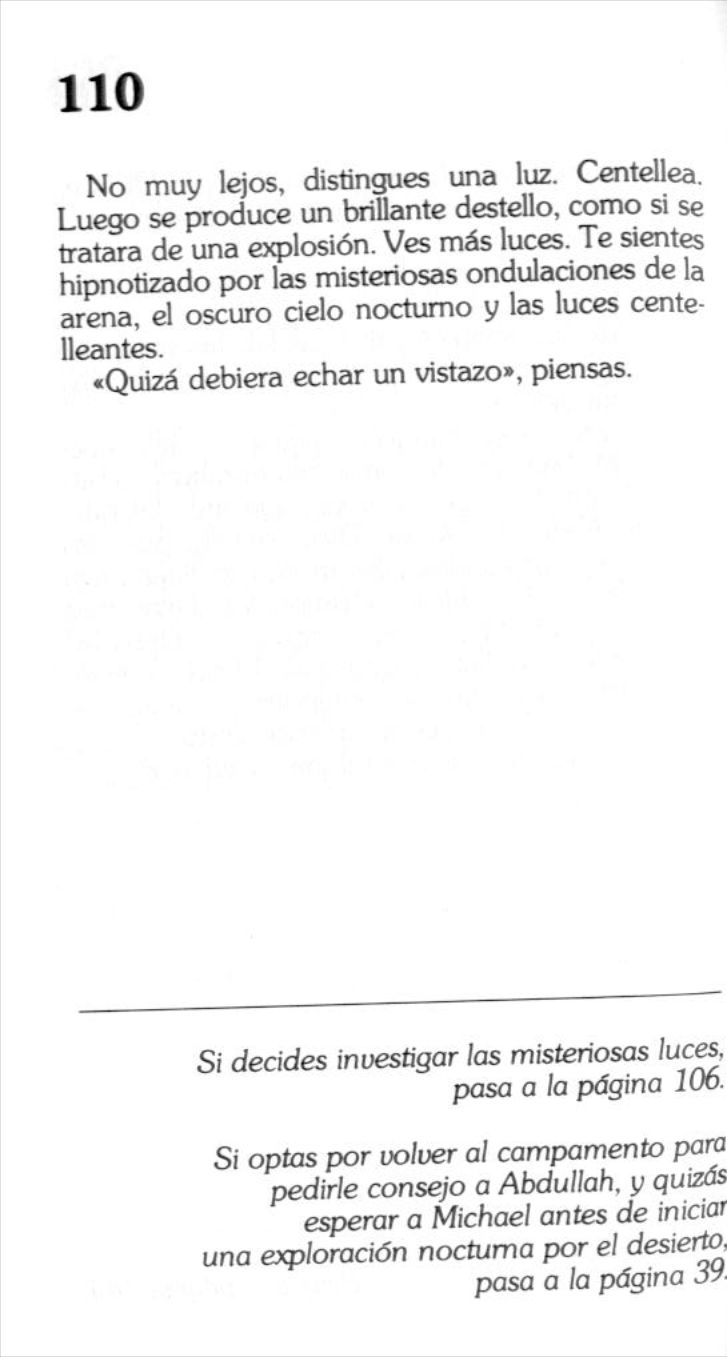 110
No muy lejos, distingues una luz. Centellea.
Luego se produce un brillante destello, como si se
tratara de una explosión. Ves más luces. Te sientes
hipnotizado por las misteriosas ondulaciones de la
arena, el oscuro cielo nocturno y las luces cente-
lleantes.
«Quizá debiera echar un vistazo», piensas.
Si decides investigar las misteriosas luces,
pasa a la página 106.
Si optas por volver al campamento para
pedirle consejo a Abdullah, y quizás
esperar a Michael antes de iniciar
una exploración nocturna por el desierto,
pasa a la página 39.